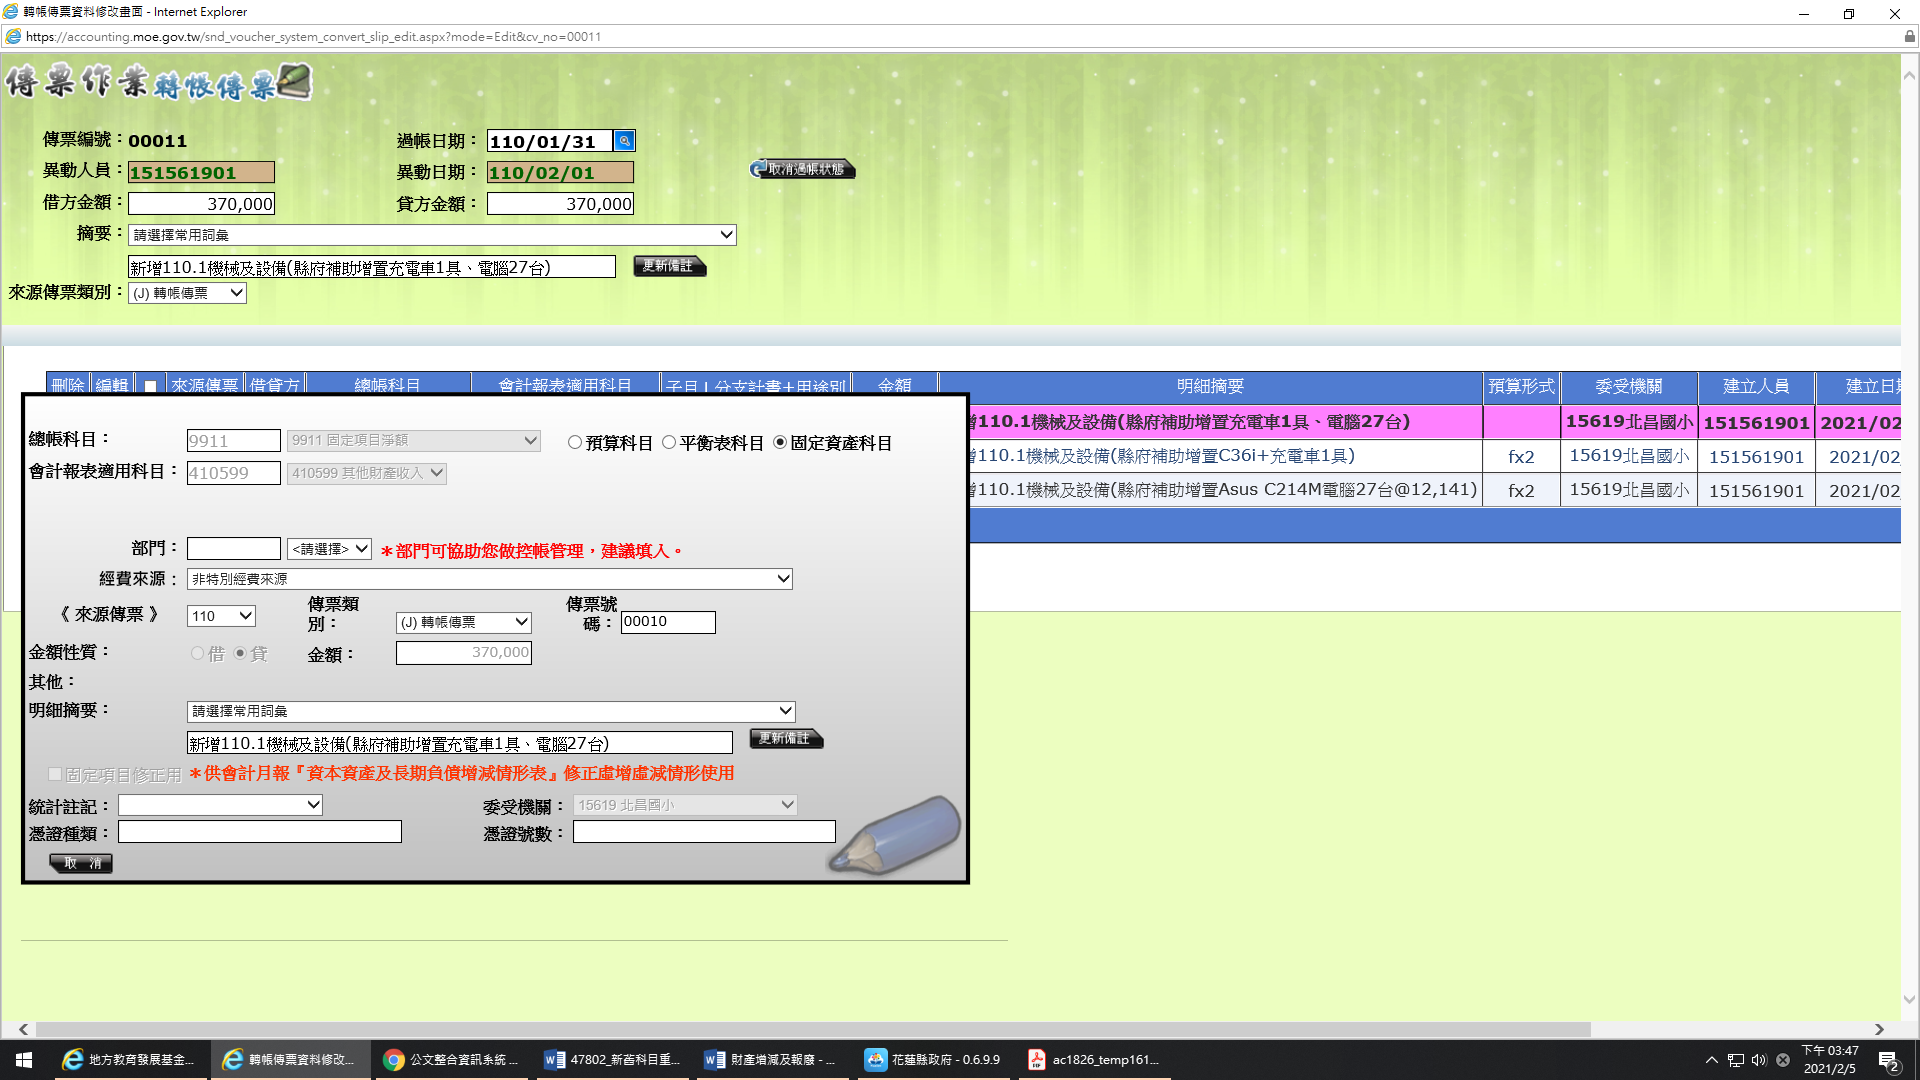 轉帳傳票資料修改畫面 - Internet Explorer
https://accounting.moe.gov.tw/snd_voucher_system_convert_slip_edit.aspx?mode=Edit&cv_no=00011
傳票作業 轉帳傳票
傳票編號：00011 過帳日期：110/01/31
異動人員：151561901 異動日期：110/02/01 取消過帳狀態
借方金額：370,000 貸方金額：370,000
摘要：請選擇常用詞彙
新增110.1機械及設備(縣府補助增置充電車1具、電腦27台) 更新備註
來源傳票類別：(J) 轉帳傳票
刪除 編輯 來源傳票 借貸方 總帳科目 會計報表適用科目 子目 | 分支計畫+用途別 金額 明細摘要 預算形式 委受機關 建立人員 建立日期
增110.1機械及設備(縣府補助增置充電車1具、電腦27台) 15619北昌國小 151561901 2021/02
增110.1機械及設備(縣府補助增置C36i+充電車1具) fx2 15619北昌國小 151561901 2021/02
增110.1機械及設備(縣府補助增置Asus C214M電腦27台@12,141) fx2 15619北昌國小 151561901 2021/02
總帳科目：9911 9911 固定項目淨額 預算科目 平衡表科目 固定資產科目
會計報表適用科目：410599 410599 其他財產收入
部門： <請選擇> ＊部門可協助您做控帳管理，建議填入。
經費來源：非特別經費來源
《 來源傳票 》 110 傳票類別：(J) 轉帳傳票 傳票號碼：00010
金額性質： 借 貸 金額：370,000
其他：
明細摘要：請選擇常用詞彙
新增110.1機械及設備(縣府補助增置充電車1具、電腦27台) 更新備註
固定項目修正用 ＊供會計月報『資本資產及長期負債增減情形表』修正虛增虛減情形使用
統計註記： 委受機關：15619 北昌國小
憑證種類： 憑證號數：
取 消
地方教育發展基金... 轉帳傳票資料修改... 公文整合資訊系統 ... 47802_新莕科目重... 財產增減及報廢 - ... 花蓮縣政府 - 0.6.9.9 ac1826_temp161...
下午 03:47
2021/2/5
2